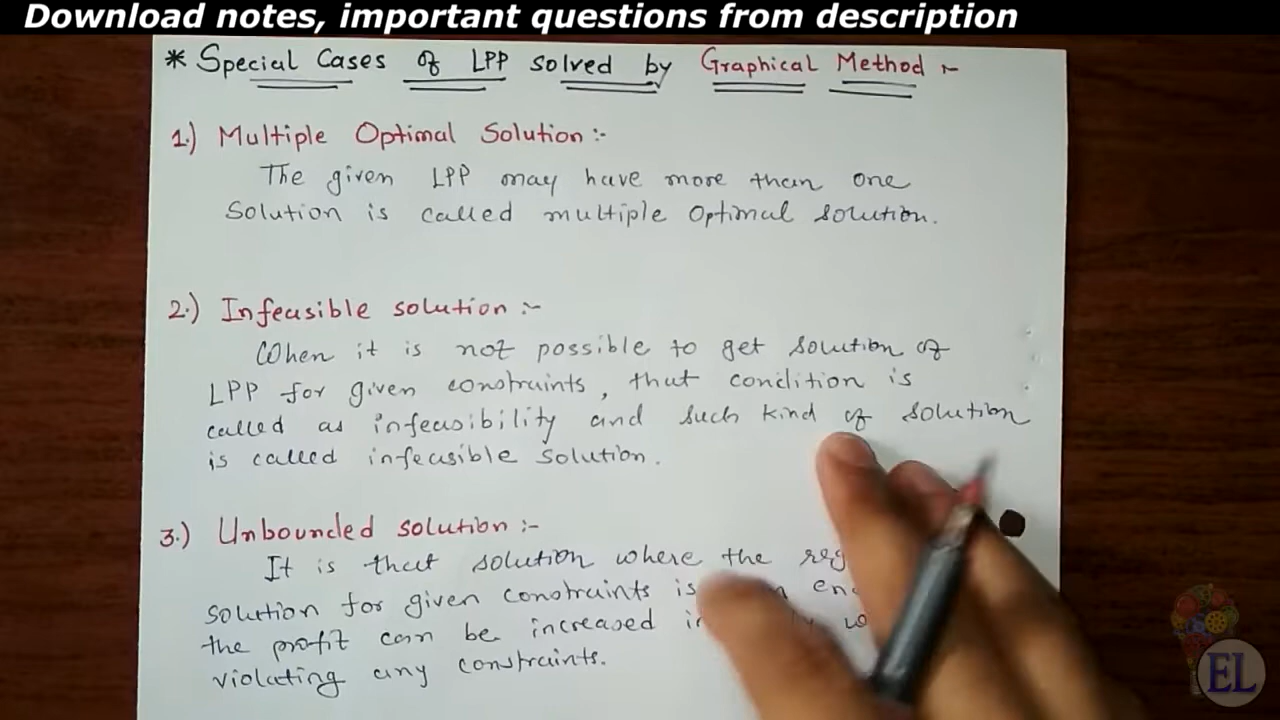 Download notes, important questions from description
* Special Cases of LPP solved by Graphical Method :-
1.) Multiple Optimal Solution :-
The given LPP may have more than one
Solution is called multiple Optimal solution.
2.) Infeasible solution :-
When it is not possible to get solution of
LPP for given constraints, that condition is
called as infeasibility and such kind of solution
is called infeasible solution.
3.) Unbounded solution :-
It is that solution where the
solution for given constraints is
the profit can be increased
violating any constraints.
EL